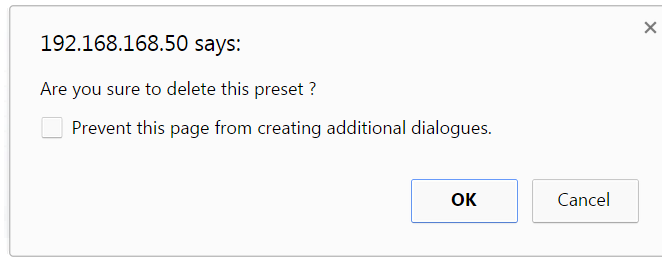 192.168.168.50 says:
Are you sure to delete this preset ?
Prevent this page from creating additional dialogues.
OK
Cancel